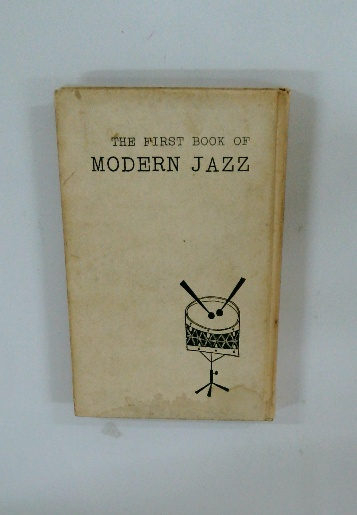 THE FIRST BOOK OF
MODERN JAZZ